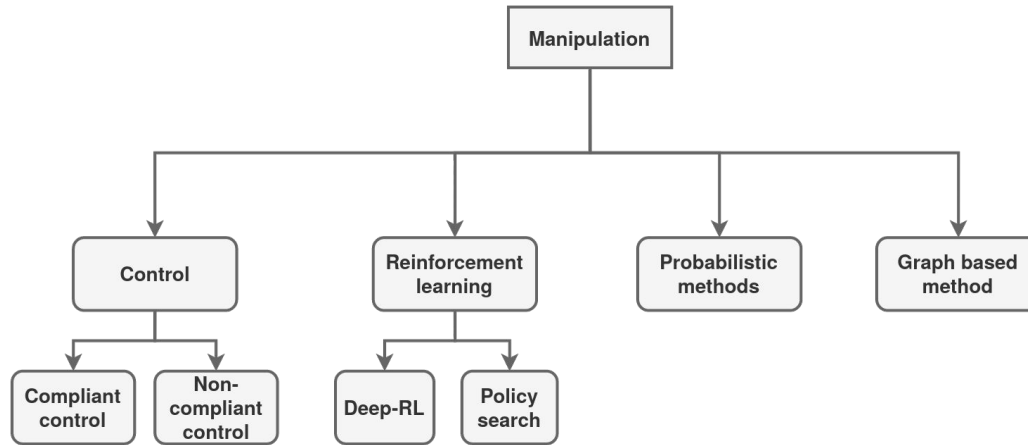 Manipulation
Control
Reinforcement
learning
Probabilistic
methods
Graph based
method
Compliant
control
Non-
compliant
control
Deep-RL
Policy
search